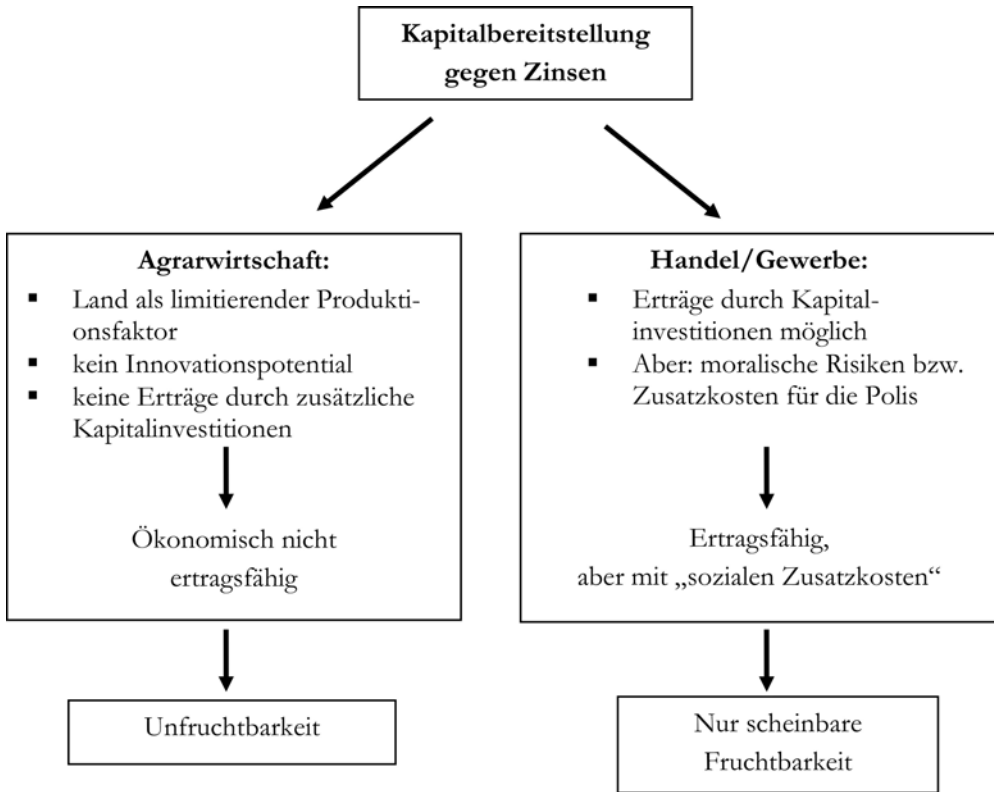 Kapitalbereitstellung
gegen Zinsen
Agrarwirtschaft:
▪ Land als limitierender Produkti-
onsfaktor
▪ kein Innovationspotential
▪ keine Erträge durch zusätzliche
Kapitalinvestitionen
Ökonomisch nicht
ertragsfähig
Unfruchtbarkeit
Handel/Gewerbe:
▪ Erträge durch Kapital-
investitionen möglich
▪ Aber: moralische Risiken bzw.
Zusatzkosten für die Polis
Ertragsfähig,
aber mit „sozialen Zusatzkosten“
Nur scheinbare
Fruchtbarkeit